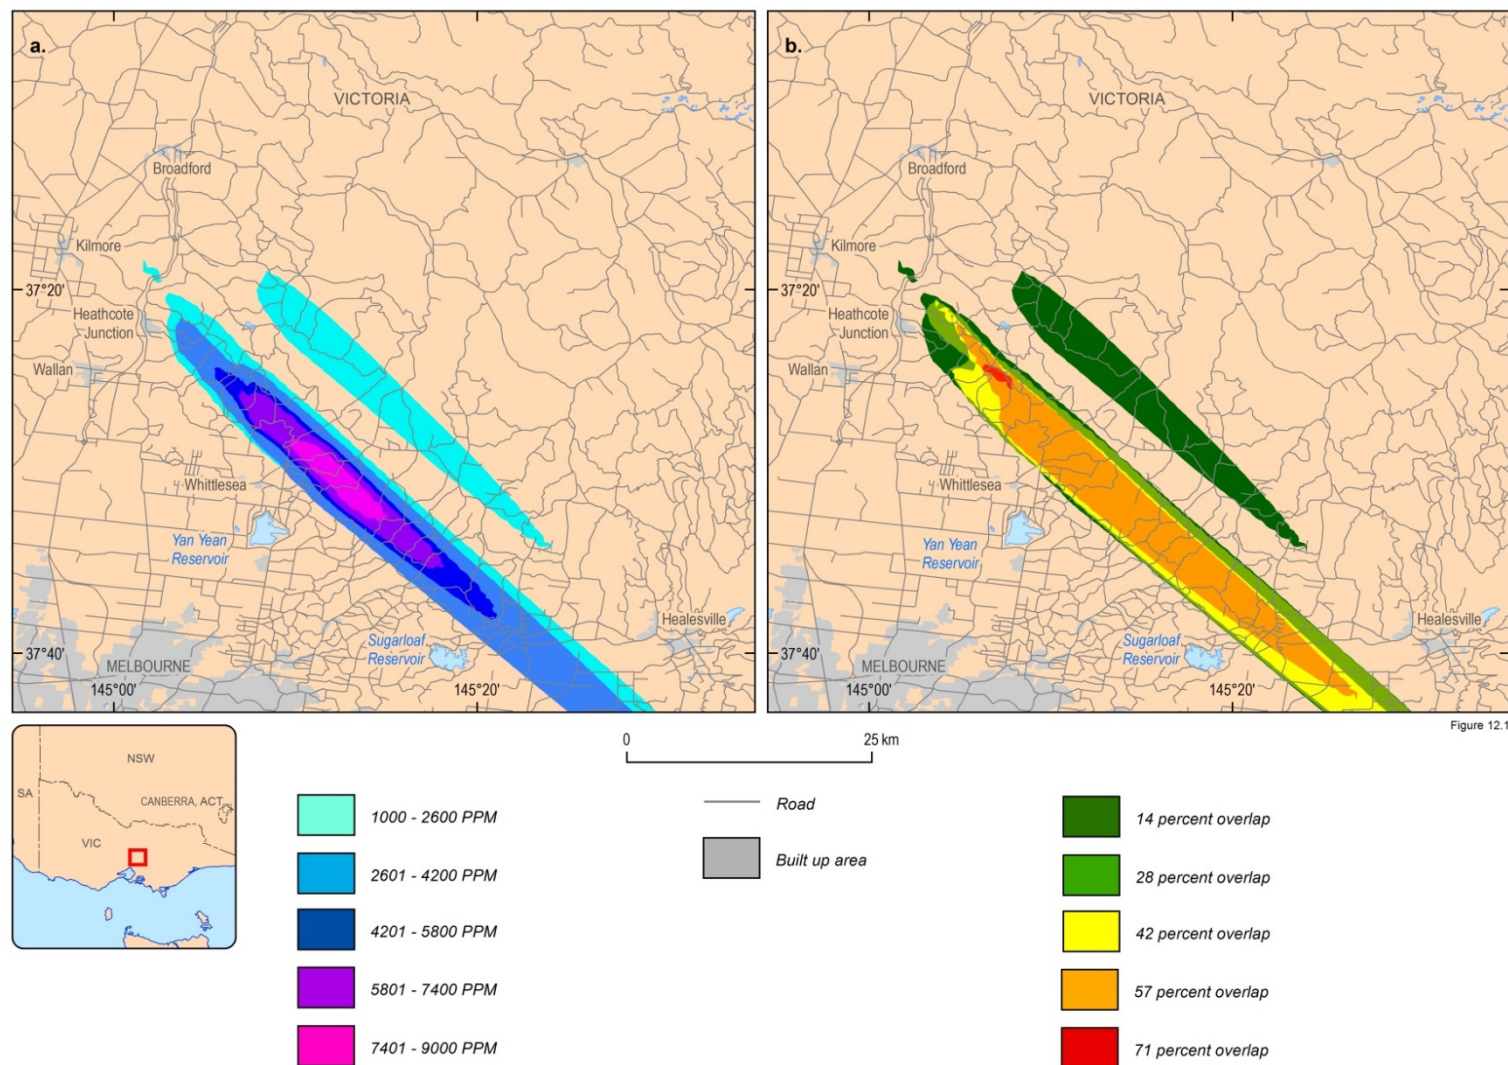 a.
VICTORIA
Broadford
Kilmore
37°20'
Heathcote
Junction
Wallan
Whittlesea
Yan Yean
Reservoir
Healesville
Sugarloaf
Reservoir
37°40'
MELBOURNE
145°00'
145°20'
b.
VICTORIA
Broadford
Kilmore
37°20'
Heathcote
Junction
Wallan
Whittlesea
Yan Yean
Reservoir
Healesville
Sugarloaf
Reservoir
37°40'
MELBOURNE
145°00'
145°20'
Figure 12.1
NSW
SA
CANBERRA, ACT
VIC
0
25 km
1000 - 2600 PPM
2601 - 4200 PPM
4201 - 5800 PPM
5801 - 7400 PPM
7401 - 9000 PPM
Road
Built up area
14 percent overlap
28 percent overlap
42 percent overlap
57 percent overlap
71 percent overlap